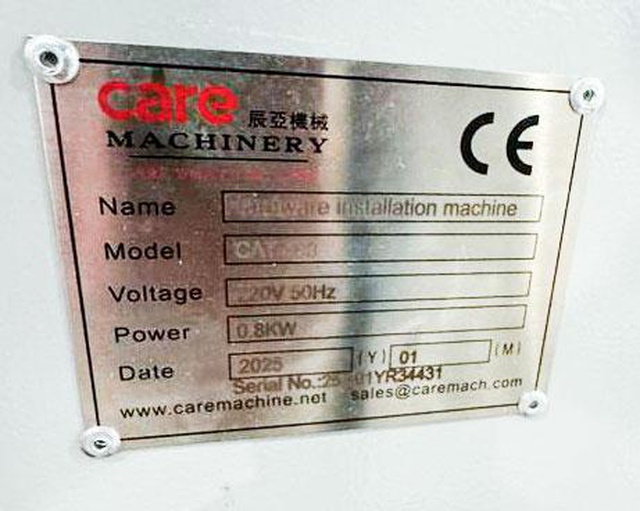 care 辰亞機械
MACHINERY
Name installation machine
Model
Voltage 220V 50Hz
Power 0.8KW
Date 2025 (Y) 01 (M)
Serial No.:
www.caremachine.net sales@caremach.com
CE